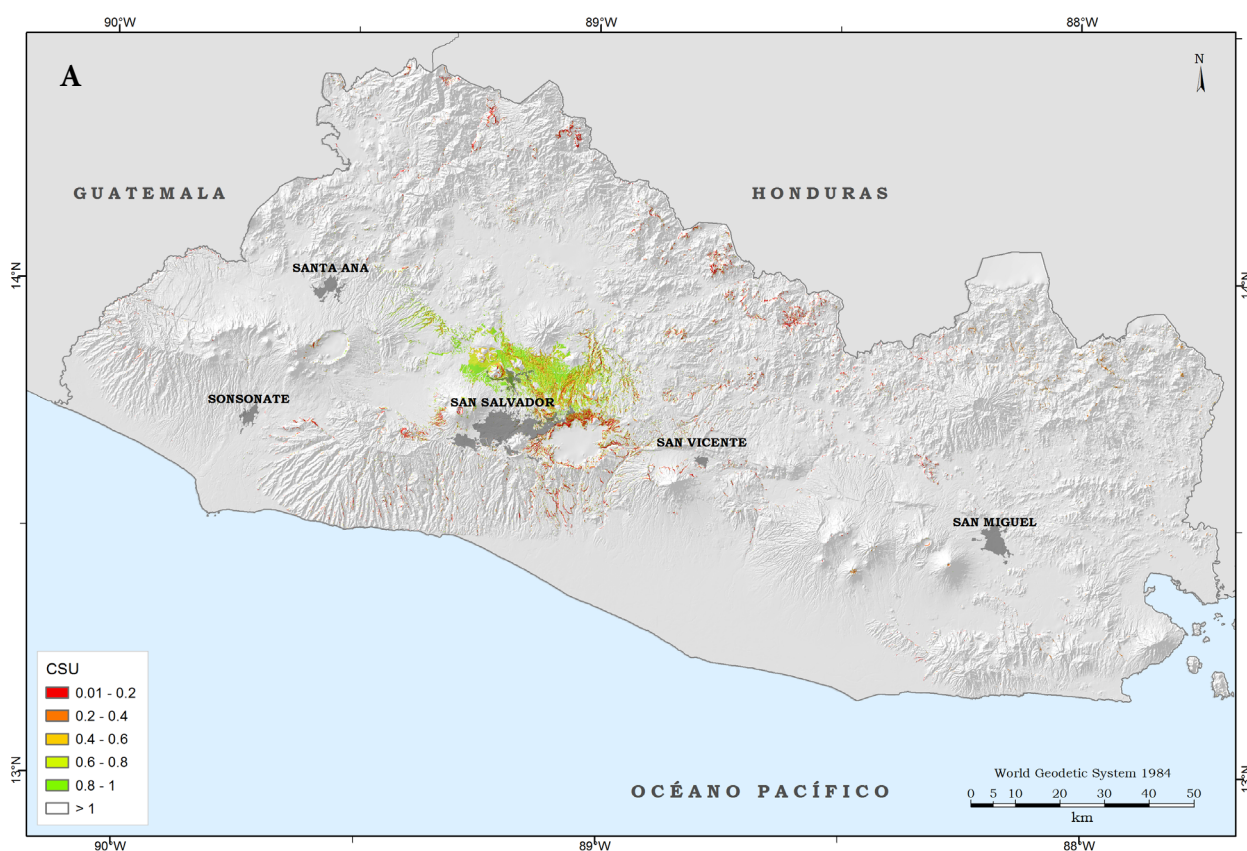 90°W 89°W 88°W
A
N
GUATEMALA
HONDURAS
14°N
SANTA ANA
SONSONATE
SAN SALVADOR
SAN VICENTE
SAN MIGUEL
CSU
0.01 - 0.2
0.2 - 0.4
0.4 - 0.6
0.6 - 0.8
0.8 - 1
> 1
13°N
World Geodetic System 1984
0 5 10 20 30 40 50
km
OCÉANO PACÍFICO
90°W 89°W 88°W